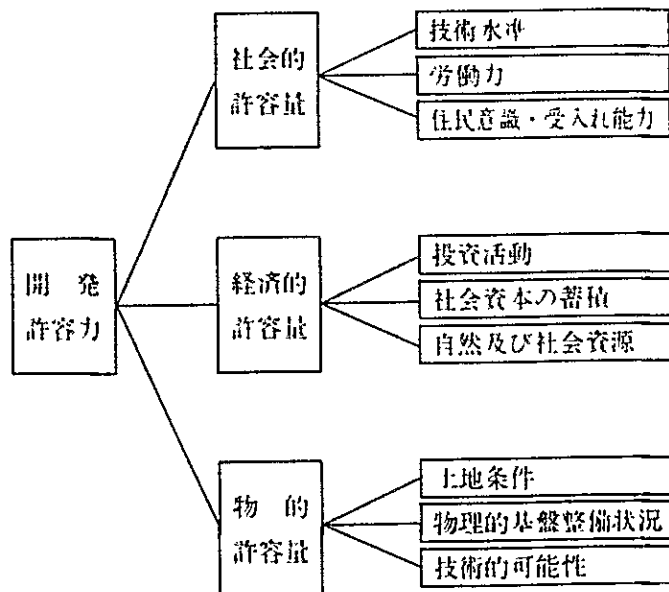 開発
許容力
社会的
許容量
技術水準
労働力
住民意識・受入れ能力
経済的
許容量
投資活動
社会資本の蓄積
自然及び社会資源
物的
許容量
土地条件
物理的基盤整備状況
技術的可能性